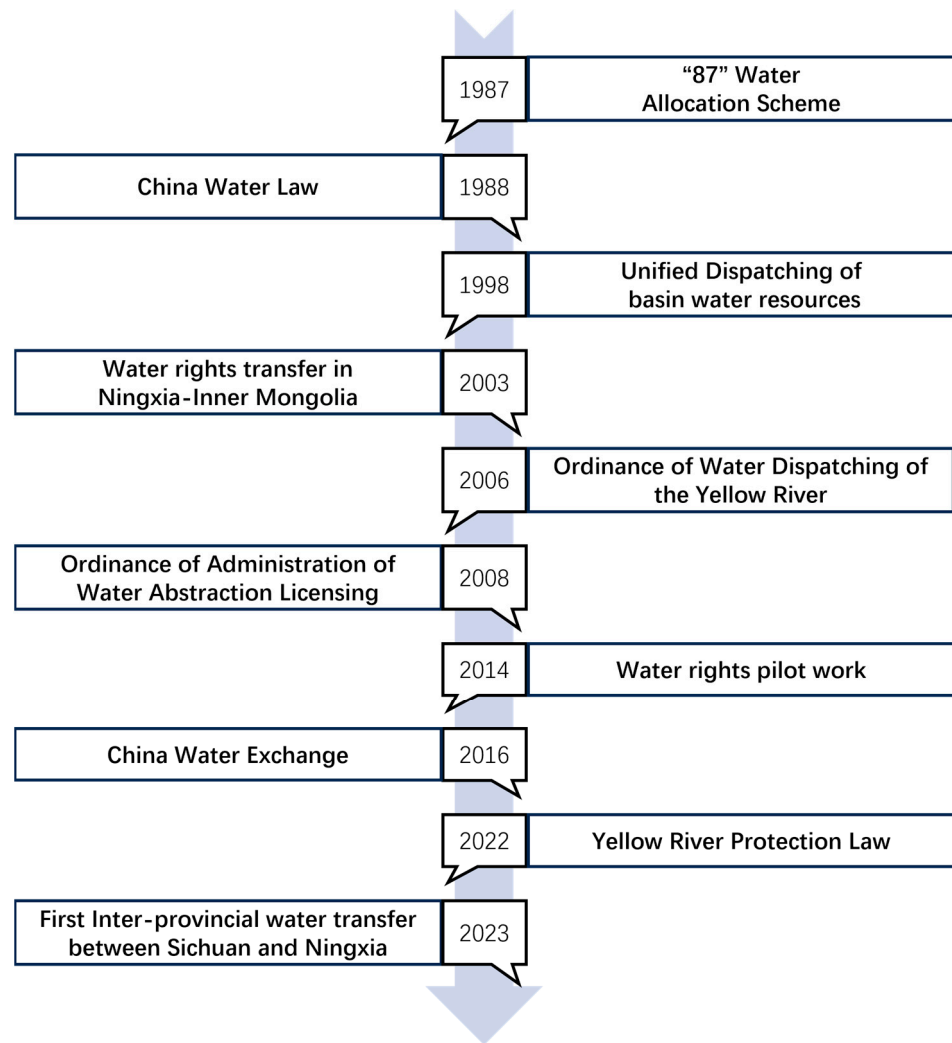 1987
“87” Water
Allocation Scheme
China Water Law
1988
1998
Unified Dispatching of
basin water resources
Water rights transfer in
Ningxia-Inner Mongolia
2003
2006
Ordinance of Water Dispatching of
the Yellow River
Ordinance of Administration of
Water Abstraction Licensing
2008
2014
Water rights pilot work
China Water Exchange
2016
2022
Yellow River Protection Law
First Inter-provincial water transfer
between Sichuan and Ningxia
2023